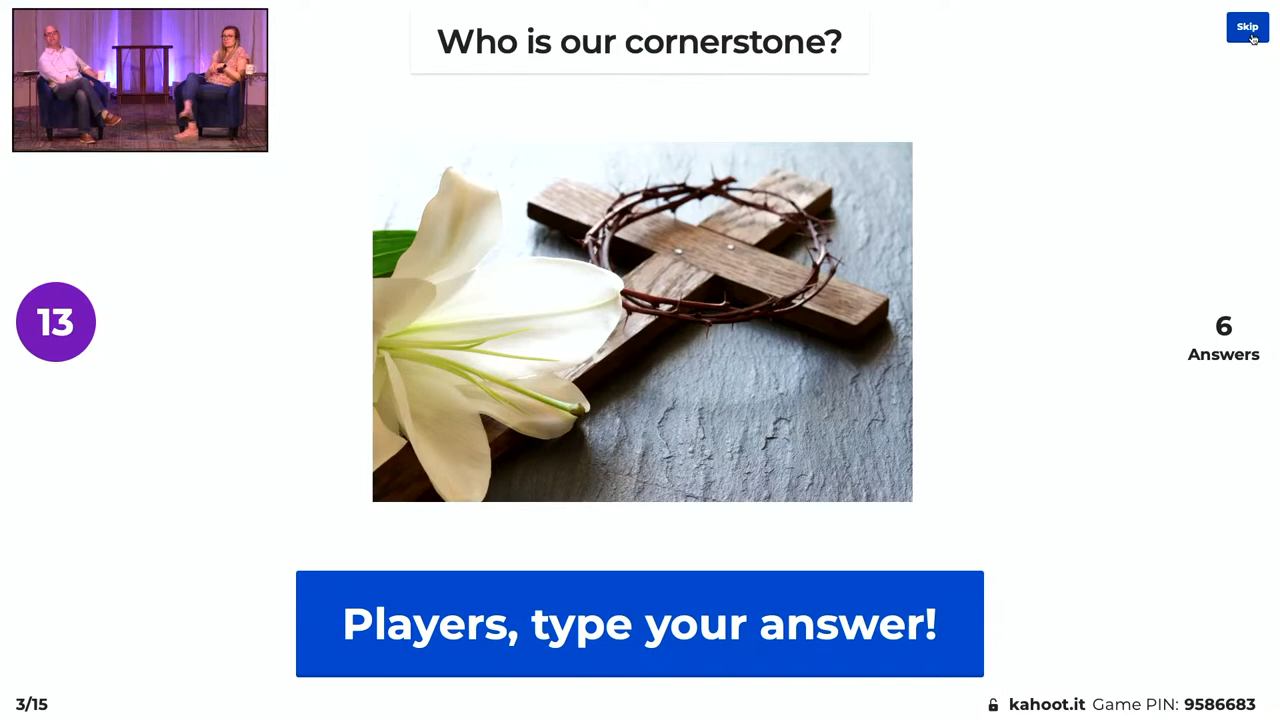 Who is our cornerstone?
Skip
13
6
Answers
Players, type your answer!
3/15
kahoot.it Game PIN: 9586683